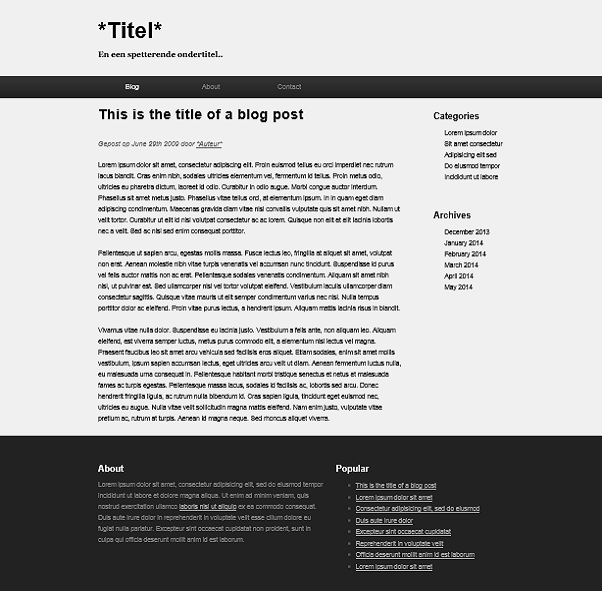 *Titel*
En een spetterende ondertitel..
Blog About Contact
This is the title of a blog post
Gepost op June 29th 2009 door "Auteur"
Lorem ipsum dolor sit amet, consectetur adipiscing elit. Proin euismod tellus eu orci imperdiet nec rutrum
lacus blandit. Cras enim nibh, sodales ultricies elementum vel, fermentum id tellus. Proin metus odio,
ultricies eu pharetra dictum, laoreet id odio. Curabitur in odio augue. Morbi congue auctor interdum.
Phasellus sit amet metus justo. Phasellus vitae tellus orci, at elementum ipsum. In in quam eget diam
adipiscing condimentum. Maecenas gravida diam vitae nisi convallis vulputate quis sit amet nibh. Nullam ut
velit tortor. Curabitur ut elit id nisl volutpat consectetur ac ac lorem. Quisque non elit et elit lacinia lobortis
nec a velit. Sed ac nisl sed enim consequat porttitor.
Pellentesque ut sapien arcu, egestas mollis massa. Fusce lectus leo, fringilla at aliquet sit amet, volutpat
non erat. Aenean molestie nibh vitae turpis venenatis vel accumsan nunc tincidunt. Suspendisse id purus
vel felis auctor mattis non ac erat. Pellentesque sodales venenatis condimentum. Aliquam sit amet nibh
nisi, ut pulvinar est. Sed ullamcorper nisi vel tortor volutpat eleifend. Vestibulum iaculis ullamcorper diam
consectetur sagittis. Quisque vitae mauris ut elit semper condimentum varius nec nisl. Nulla tempus
porttitor dolor ac eleifend. Proin vitae purus lectus, a hendrerit ipsum. Aliquam mattis lacinia risus in blandit.
Vivamus vitae nulla dolor. Suspendisse eu lacinia justo. Vestibulum a felis ante, non aliquam leo. Aliquam
eleifend, est viverra semper luctus, metus purus commodo elit, a elementum nisi lectus vel magna.
Praesent faucibus leo sit amet arcu vehicula sed facilisis eros aliquet. Etiam sodales, enim sit amet mollis
vestibulum, ipsum sapien accumsan lectus, eget ultricies arcu velit ut diam. Aenean fermentum luctus nulla,
eu malesuada urna consequat in. Pellentesque habitant morbi tristique senectus et netus et malesuada
fames ac turpis egestas. Pellentesque massa lacus, sodales id facilisis ac, lobortis sed arcu. Donec
hendrerit fringilla ligula, ac rutrum nulla bibendum id. Cras sapien ligula, tincidunt eget euismod nec,
ultricies eu augue. Nulla vitae velit sollicitudin magna mattis eleifend. Nam enim justo, vulputate vitae
pretium ac, rutrum at turpis. Aenean id magna neque. Sed rhoncus aliquet viverra.
Categories
Lorem ipsum dolor
Sit amet consectetur
Adipisicing elit sed
Do eiusmod tempor
Incididunt ut labore
Archives
December 2013
January 2014
February 2014
March 2014
April 2014
May 2014
About
Lorem ipsum dolor sit amet, consectetur adipisicing elit, sed do eiusmod tempor
incididunt ut labore et dolore magna aliqua. Ut enim ad minim veniam, quis
nostrud exercitation ullamco laboris nisi ut aliquip ex ea commodo consequat.
Duis aute irure dolor in reprehenderit in voluptate velit esse cillum dolore eu
fugiat nulla pariatur. Excepteur sint occaecat cupidatat non proident, sunt in
culpa qui officia deserunt mollit anim id est laborum.
Popular
This is the title of a blog post
Lorem ipsum dolor sit amet
Consectetur adipisicing elit, sed do eiusmod
Duis aute irure dolor
Excepteur sint occaecat cupidatat
Reprehenderit in voluptate velit
Officia deserunt mollit anim id est laborum
Lorem ipsum dolor sit amet